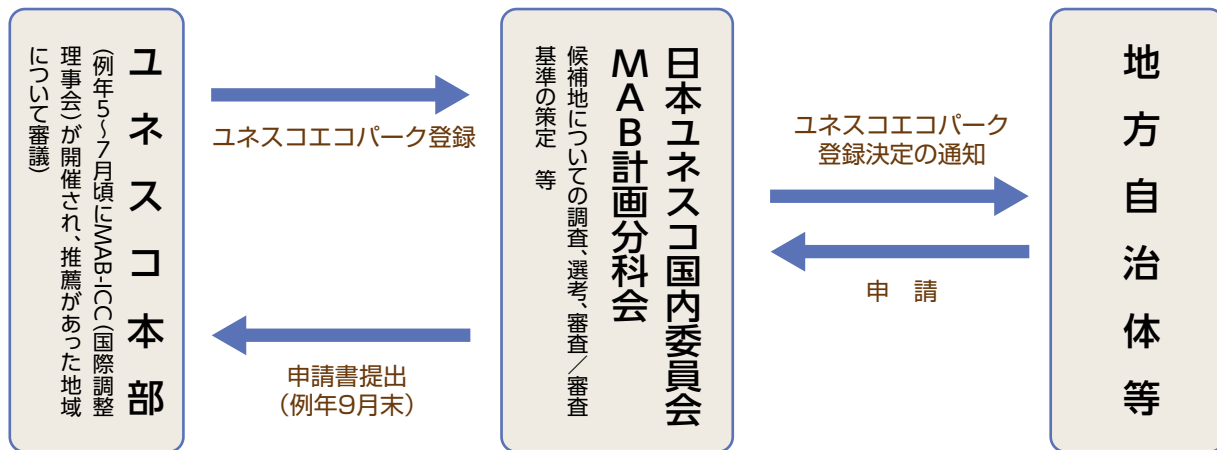 ユネスコ本部
(例年5~7月頃にMAB-ICC(国際調整
理事会)が開催され、推薦があった地域
について審議)
ユネスコエコパーク登録
申請書提出
(例年9月末)
日本ユネスコ国内委員会
MAB計画分科会
候補地についての調査、選考、審査/審査
基準の策定 等
ユネスコエコパーク
登録決定の通知
申 請
地方自治体等